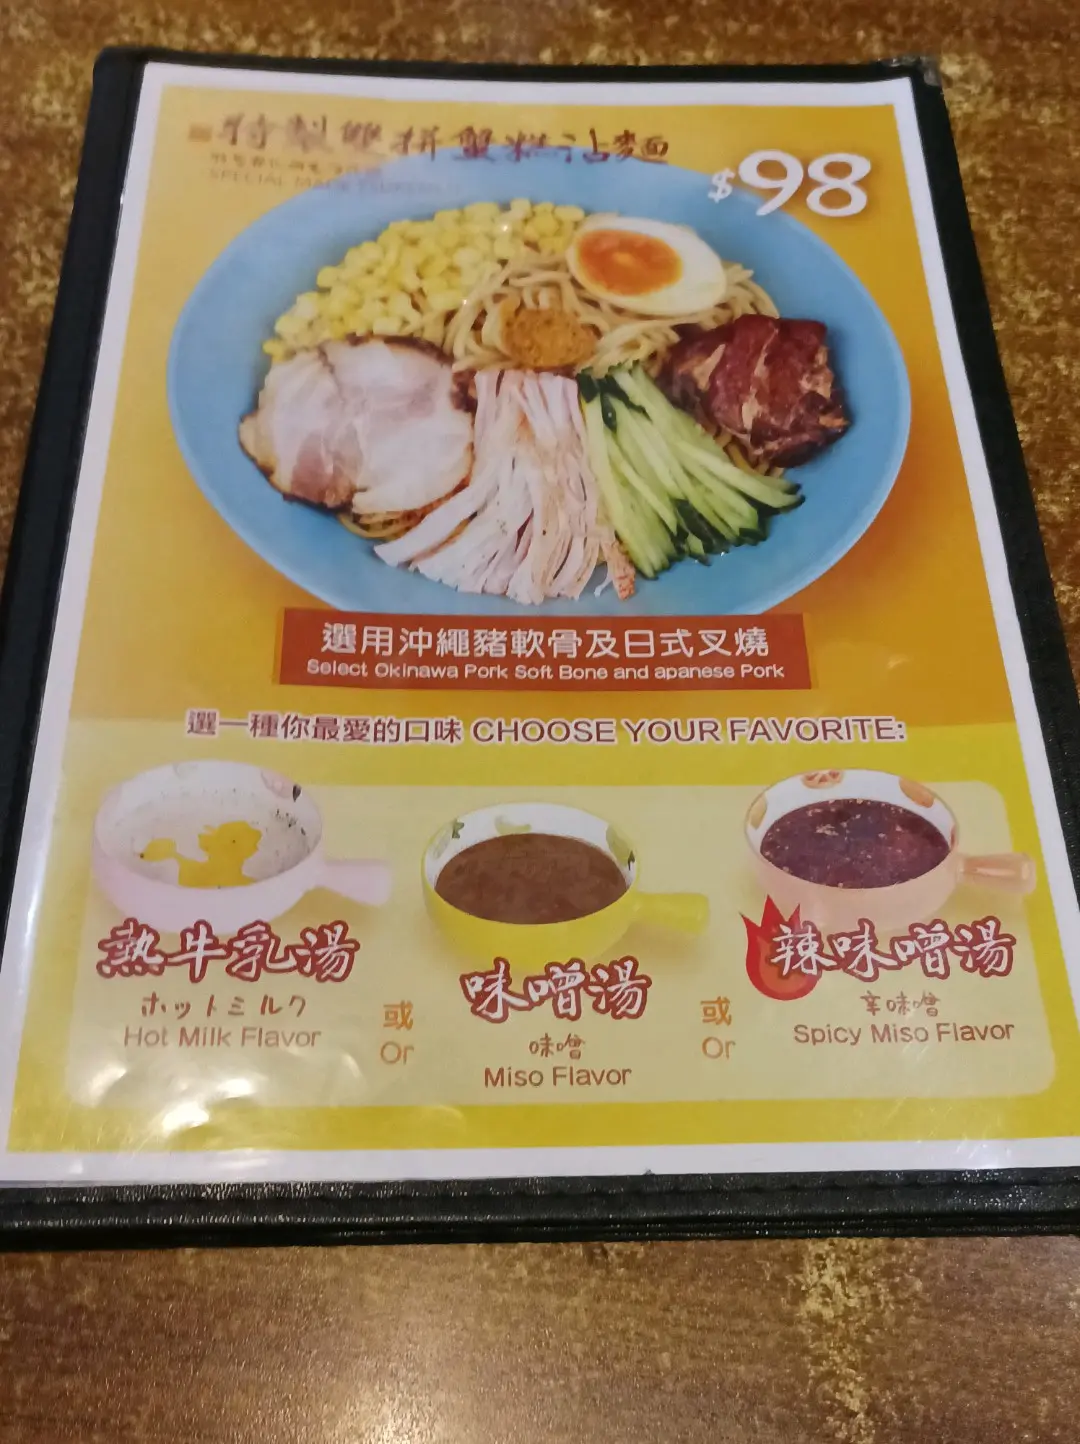 特製雙拼蟹糕沾麵
$98
SPECIAL MADE
選用沖繩豬軟骨及日式叉燒
Select Okinawa Pork Soft Bone and apanese Pork
選一種你最愛的口味 CHOOSE YOUR FAVORITE:
熱牛乳湯
ホットミルク
Hot Milk Flavor
或
Or
味噌湯
味噌
Miso Flavor
或
Or
辣味噌湯
辛味噌
Spicy Miso Flavor